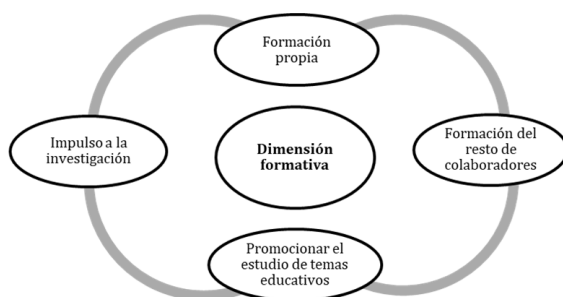 Formación
propia
Impulso a la
investigación
Dimensión
formativa
Formación del
resto de
colaboradores
Promocionar el
estudio de temas
educativos